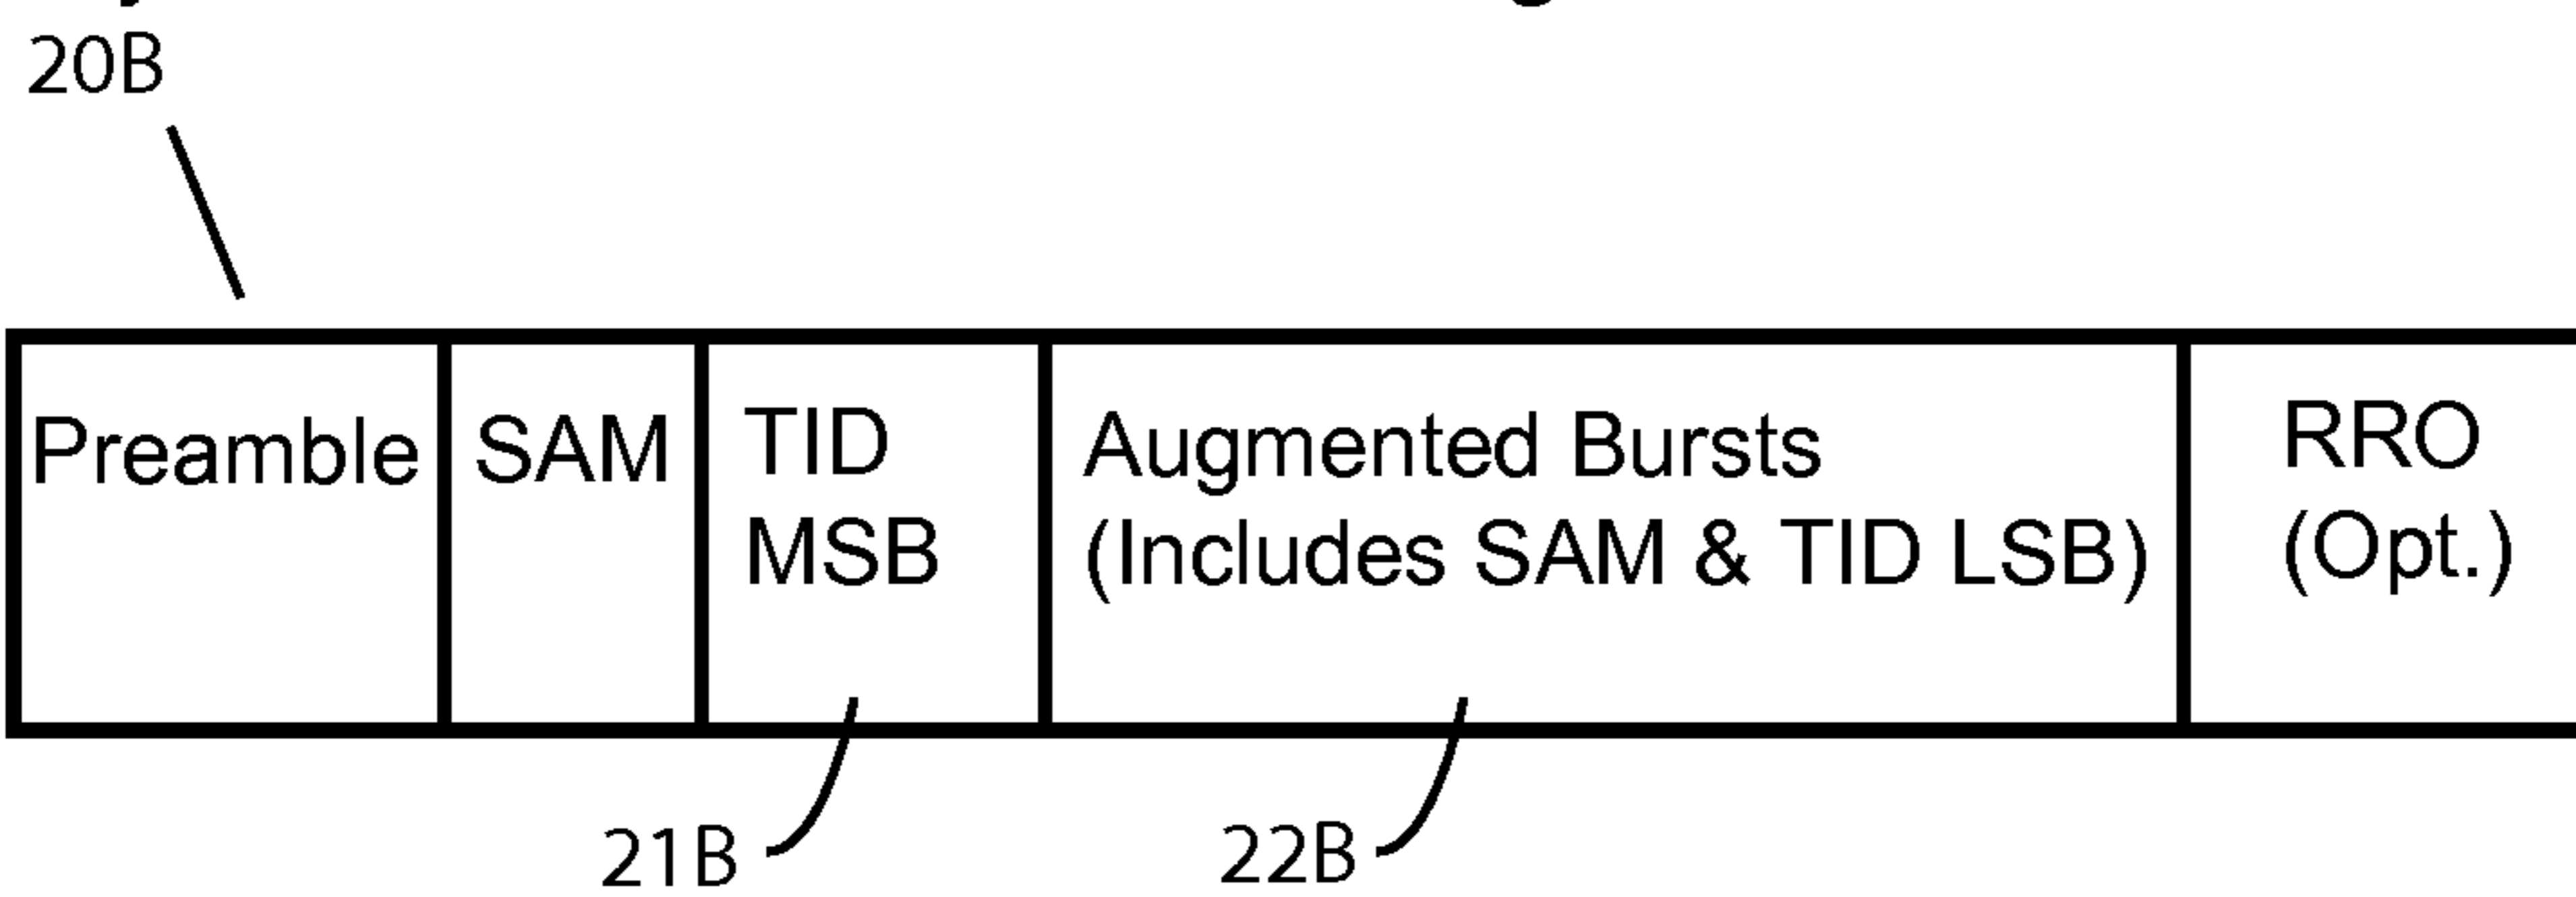 20B
Preamble
SAM
TID
MSB
Augmented Bursts
(Includes SAM & TID LSB)
RRO
(Opt.)
21B
22B